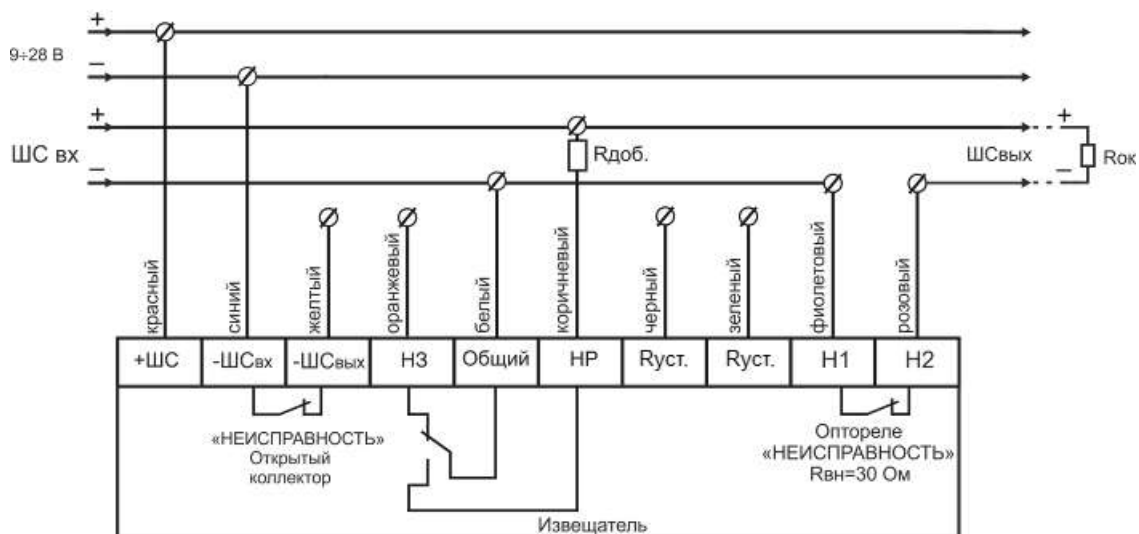 +
9÷28 В
–
+
ШС вх
–
Rдоб.
ШСвых
+
–
Rок
красный
синий
желтый
оранжевый
белый
коричневый
черный
зеленый
фиолетовый
розовый
+ШС
-ШСвх
-ШСвых
НЗ
Общий
НР
Rуст.
Rуст.
Н1
Н2
«НЕИСПРАВНОСТЬ»
Открытый
коллектор
Оптореле
«НЕИСПРАВНОСТЬ»
Rвн=30 Ом
Извещатель